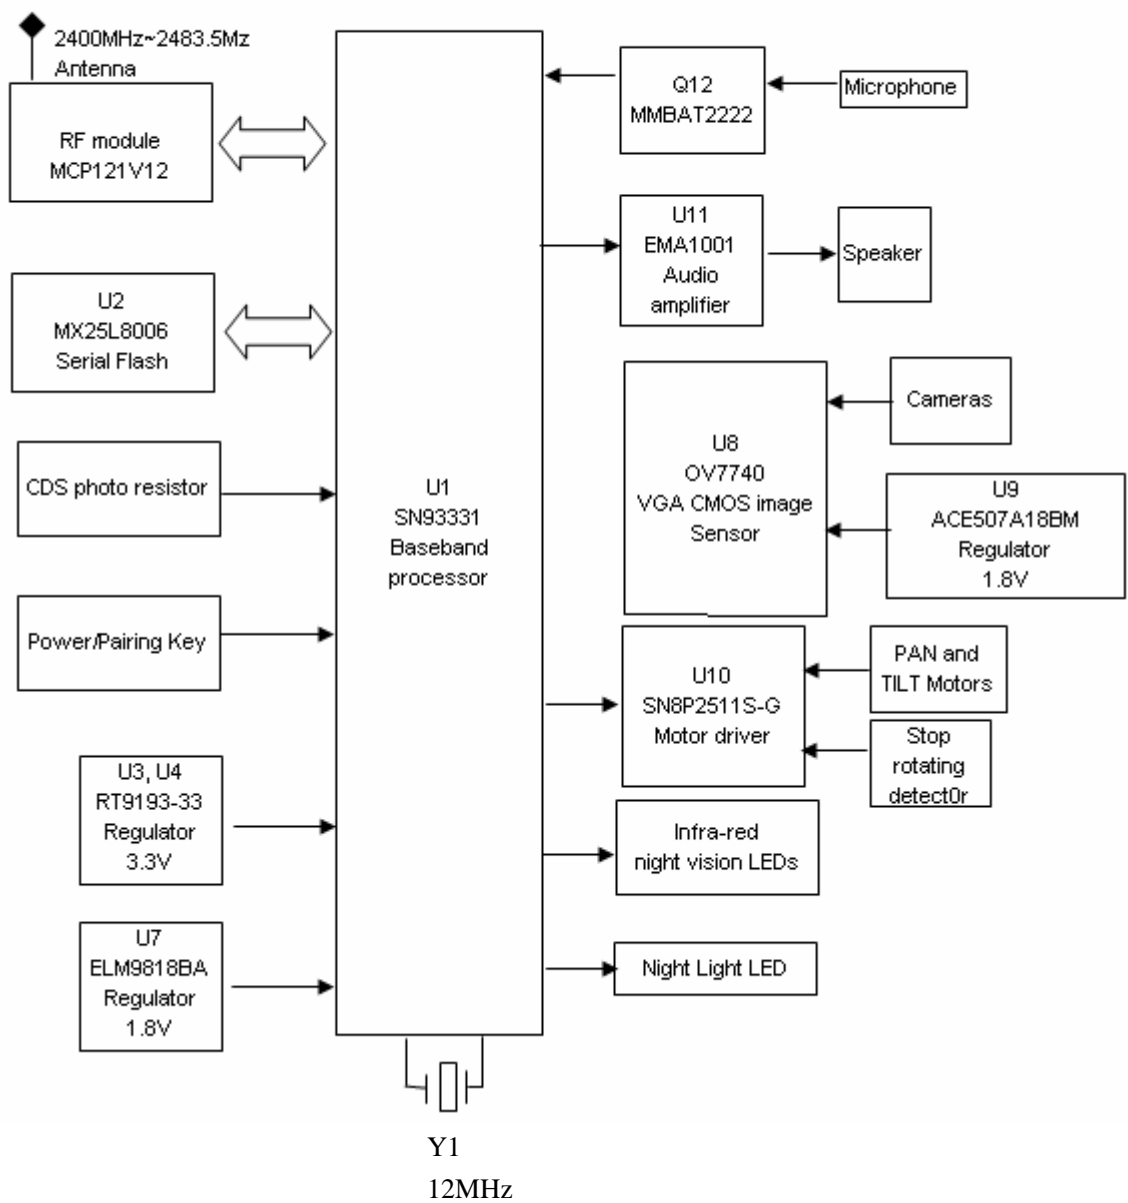 2400MHz~2483.5Mz
Antenna
RF module
MCP121V12
U2
MX25L8006
Serial Flash
CDS photo resistor
Power/Pairing Key
U3, U4
RT9193-33
Regulator
3.3V
U7
ELM9818BA
Regulator
1.8V
U1
SN93331
Baseband
processor
Y1
12MHz
Q12
MMBAT2222
Microphone
U11
EMA1001
Audio
amplifier
Speaker
U8
OV7740
VGA CMOS image
Sensor
Cameras
U9
ACE507A18BM
Regulator
1.8V
U10
SN8P2511S-G
Motor driver
PAN and
TILT Motors
Stop
rotating
detect0r
Infra-red
night vision LEDs
Night Light LED